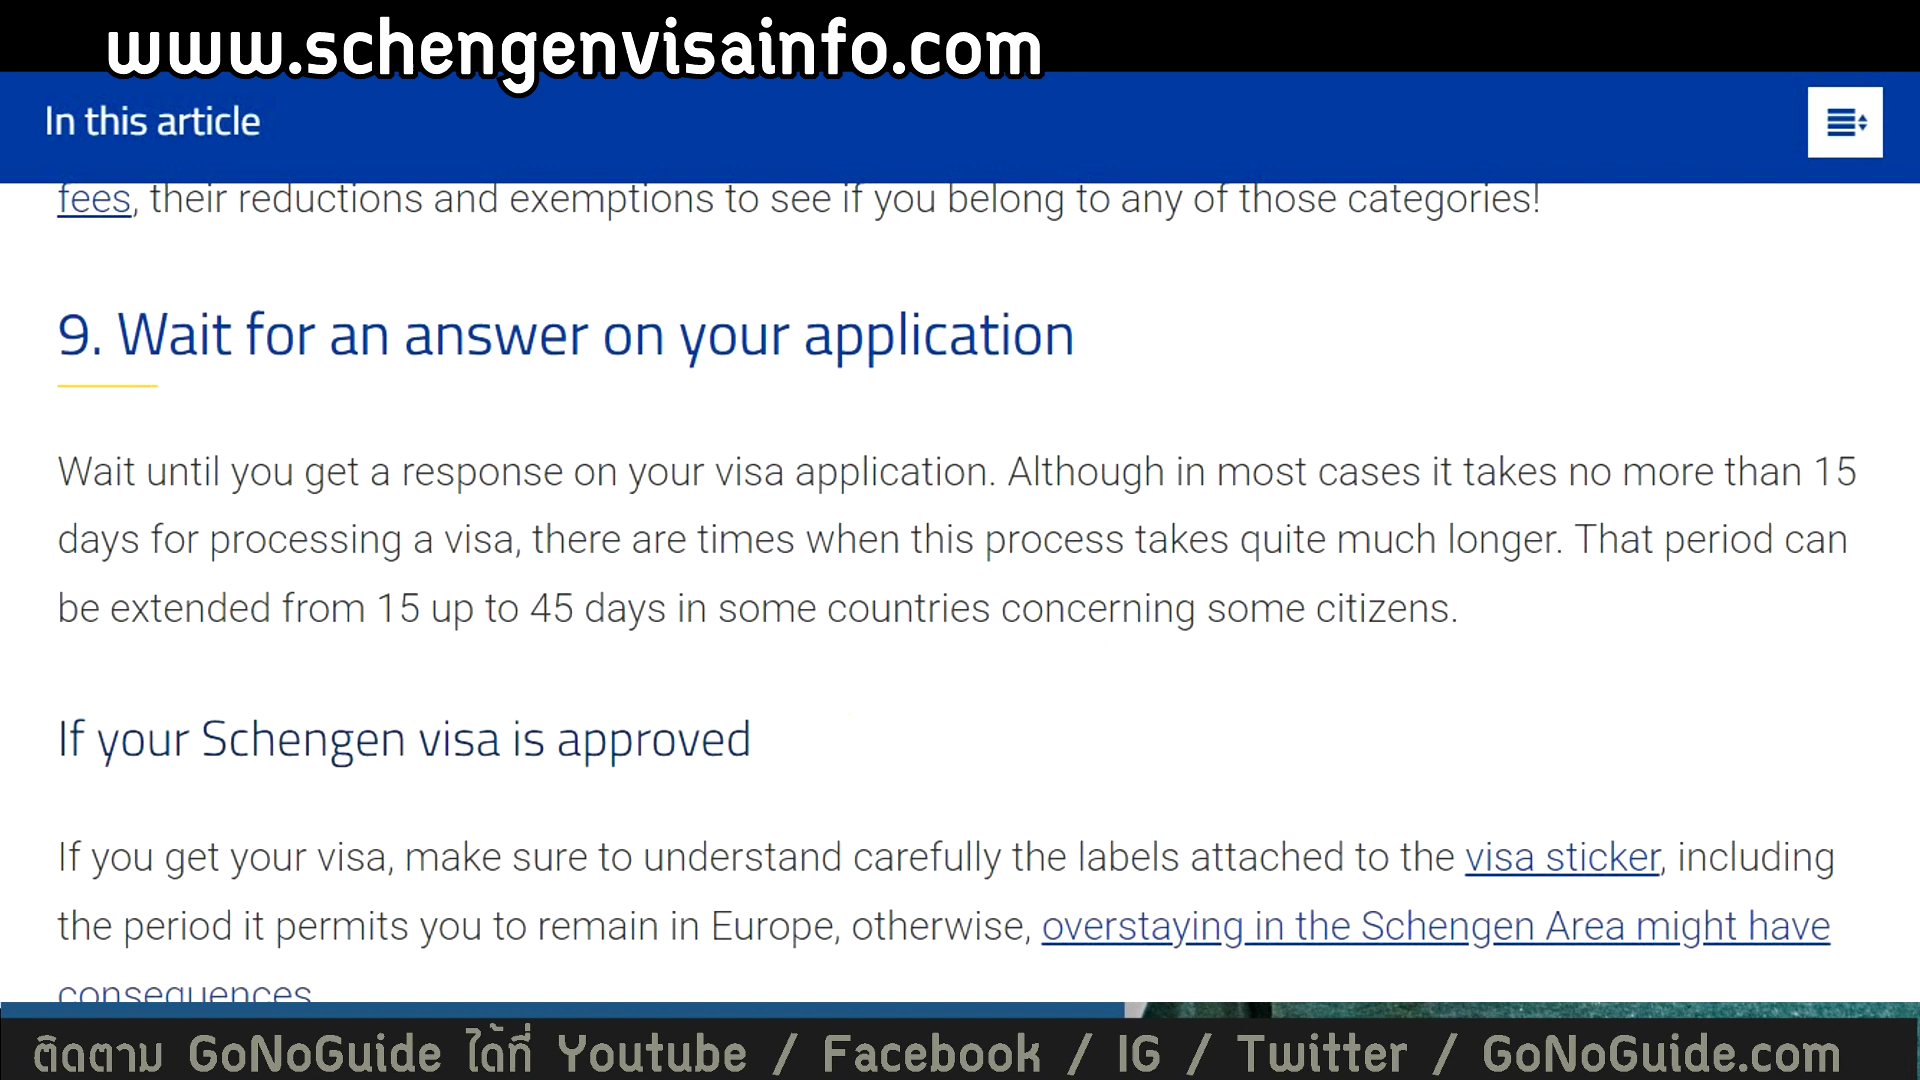 www.schengenvisainfo.com
In this article
fees, their reductions and exemptions to see if you belong to any of those categories!
9. Wait for an answer on your application
Wait until you get a response on your visa application. Although in most cases it takes no more than 15
days for processing a visa, there are times when this process takes quite much longer. That period can
be extended from 15 up to 45 days in some countries concerning some citizens.
If your Schengen visa is approved
If you get your visa, make sure to understand carefully the labels attached to the visa sticker, including
the period it permits you to remain in Europe, otherwise, overstaying in the Schengen Area might have
consequences
ติดตาม GoNoGuide ได้ที่ Youtube / Facebook / IG / Twitter / GoNoGuide.com